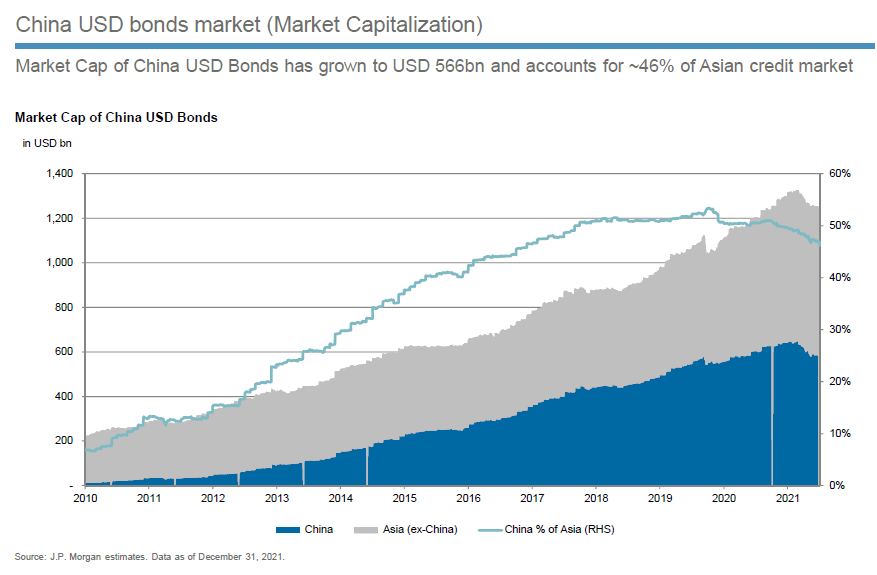 China USD bonds market (Market Capitalization)
Market Cap of China USD Bonds has grown to USD 566bn and accounts for ~46% of Asian credit market
Market Cap of China USD Bonds
in USD bn
1,400
1,200
1,000
800
600
400
200
-
60%
50%
40%
30%
20%
10%
0%
2010 2011 2012 2013 2014 2015 2016 2017 2018 2019 2020 2021
China Asia (ex-China) China % of Asia (RHS)
Source: J.P. Morgan estimates. Data as of December 31, 2021.